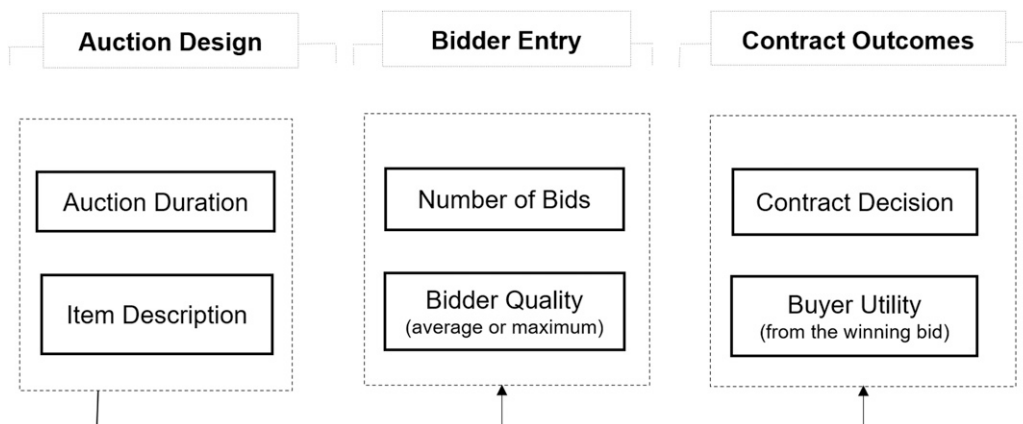 Auction Design
Bidder Entry
Contract Outcomes
Auction Duration
Item Description
Number of Bids
Bidder Quality
(average or maximum)
Contract Decision
Buyer Utility
(from the winning bid)